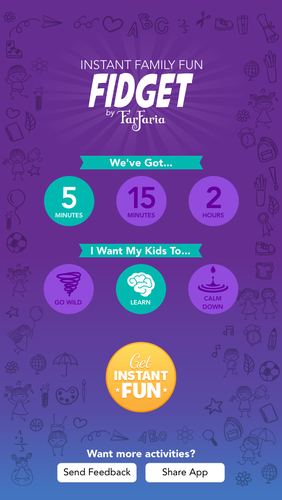 INSTANT FAMILY FUN
FIDGET
by FarFaria
We've Got...
5 MINUTES
15 MINUTES
2 HOURS
I Want My Kids To...
GO WILD
LEARN
CALM DOWN
Get
INSTANT
FUN
Want more activities?
Send Feedback
Share App